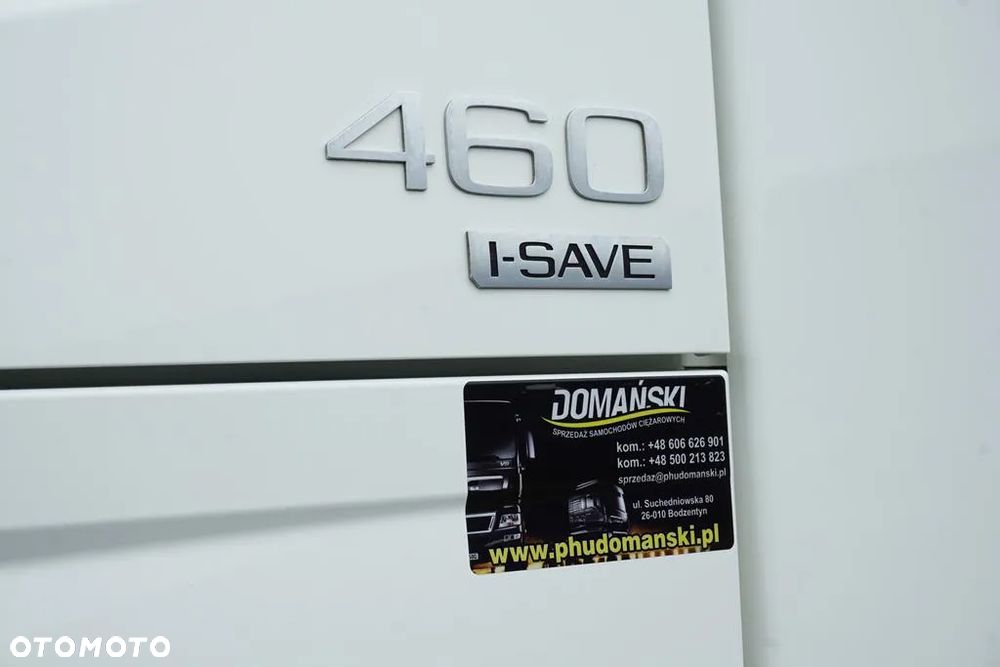 460
I-SAVE
DOMAŃSKI
SPRZEDAŻ SAMOCHODÓW CIĘŻAROWYCH
kom.: +48 606 626 901
kom.: +48 500 213 823
sprzedaz@phudomanski.pl
ul. Suchedniowska 80
26-010 Bodzentyn
www.phudomanski.pl
OTOMOTO